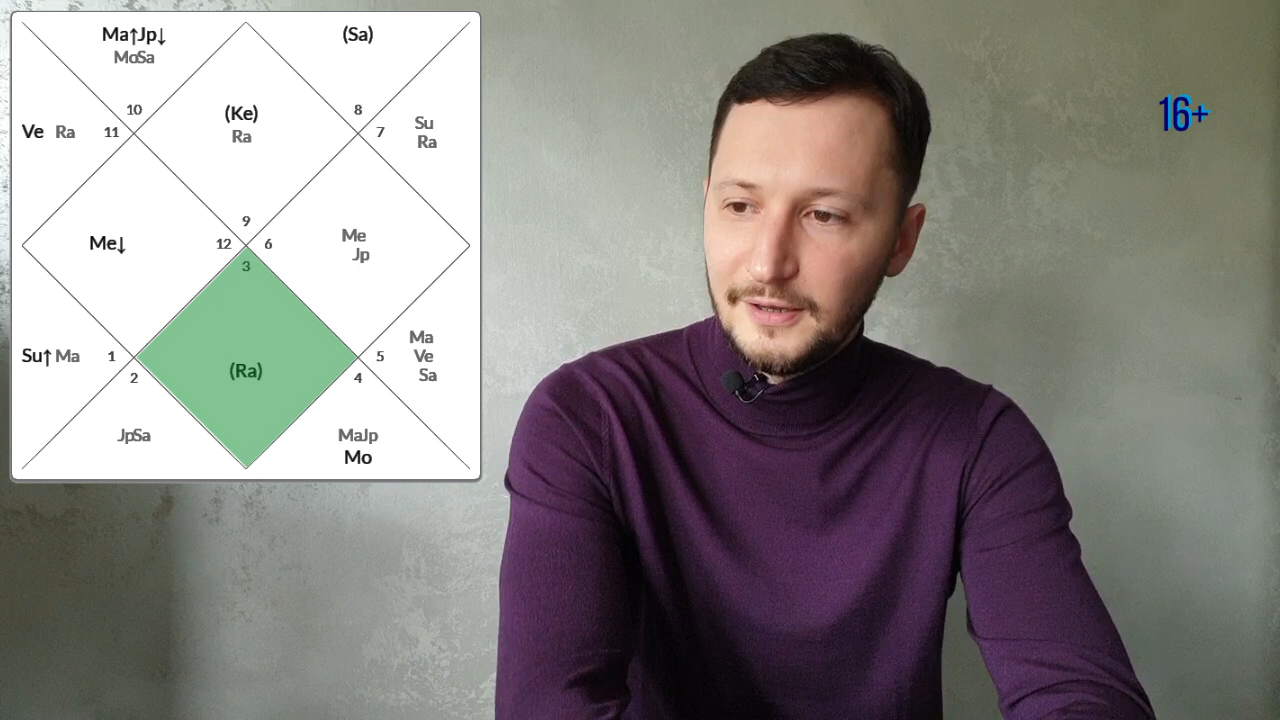 Ma↑Jp↓
MoSa
(Sa)
10
8
(Ke)
Ra
Ve Ra 11
7
Su
Ra
9
Me↓
12
6
Me
Jp
3
Su↑ Ma 1
(Ra)
5
Ma
Ve
Sa
2
4
JpSa
MaJp
Mo
16+